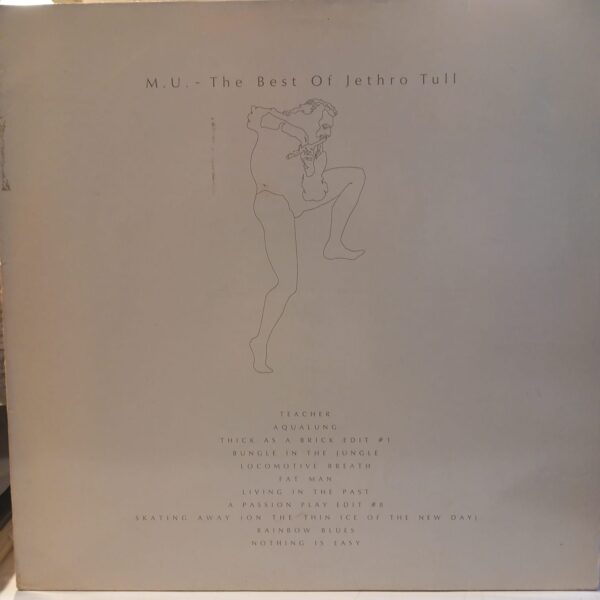 M.U. - The Best Of Jethro Tull
TEACHER
AQUALUNG
THICK AS A BRICK EDIT #1
BUNGLE IN THE JUNGLE
LOCOMOTIVE BREATH
FAT MAN
LIVING IN THE PAST
A PASSION PLAY EDIT #8
SKATING AWAY (ON THE THIN ICE OF THE NEW DAY)
RAINBOW BLUES
NOTHING IS EASY